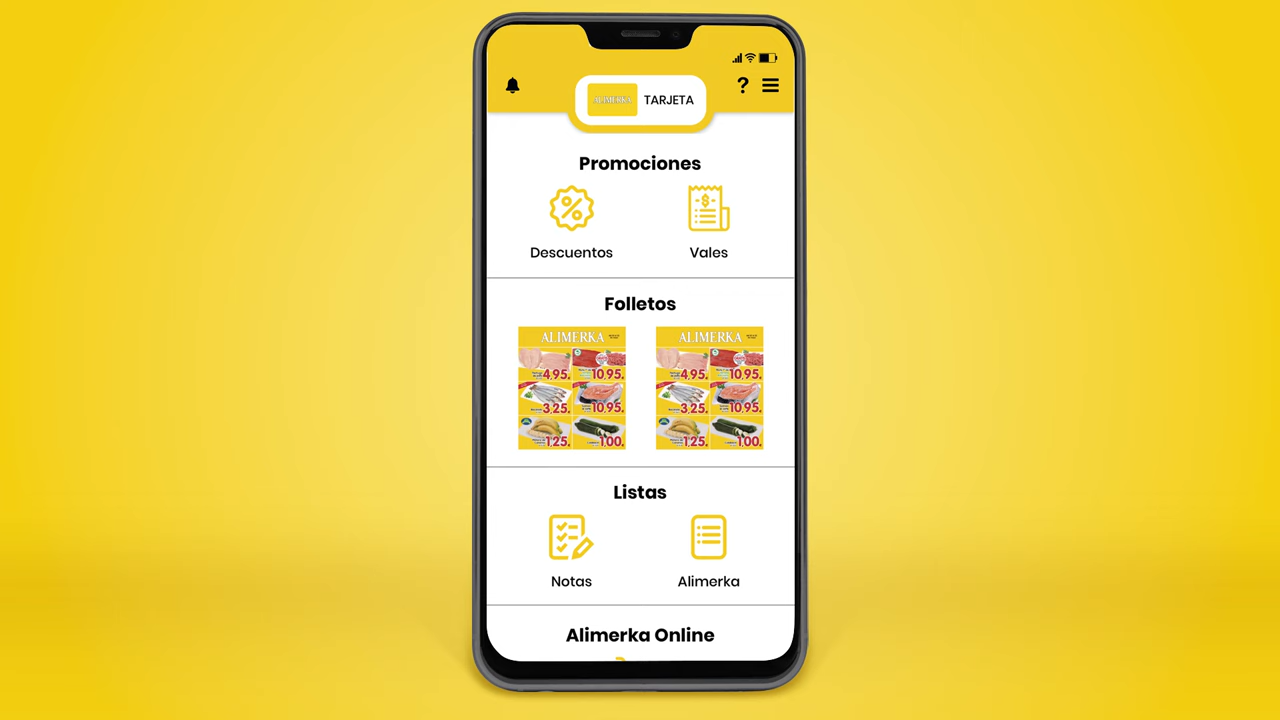 ?
ALIMERKA TARJETA
Promociones
Descuentos
Vales
Folletos
ALIMERKA
4,95.
10,95.
3,25.
10,95.
1,25.
1,00.
ALIMERKA
4,95.
10,95.
3,25.
10,95.
1,25.
1,00.
Listas
Notas
Alimerka
Alimerka Online